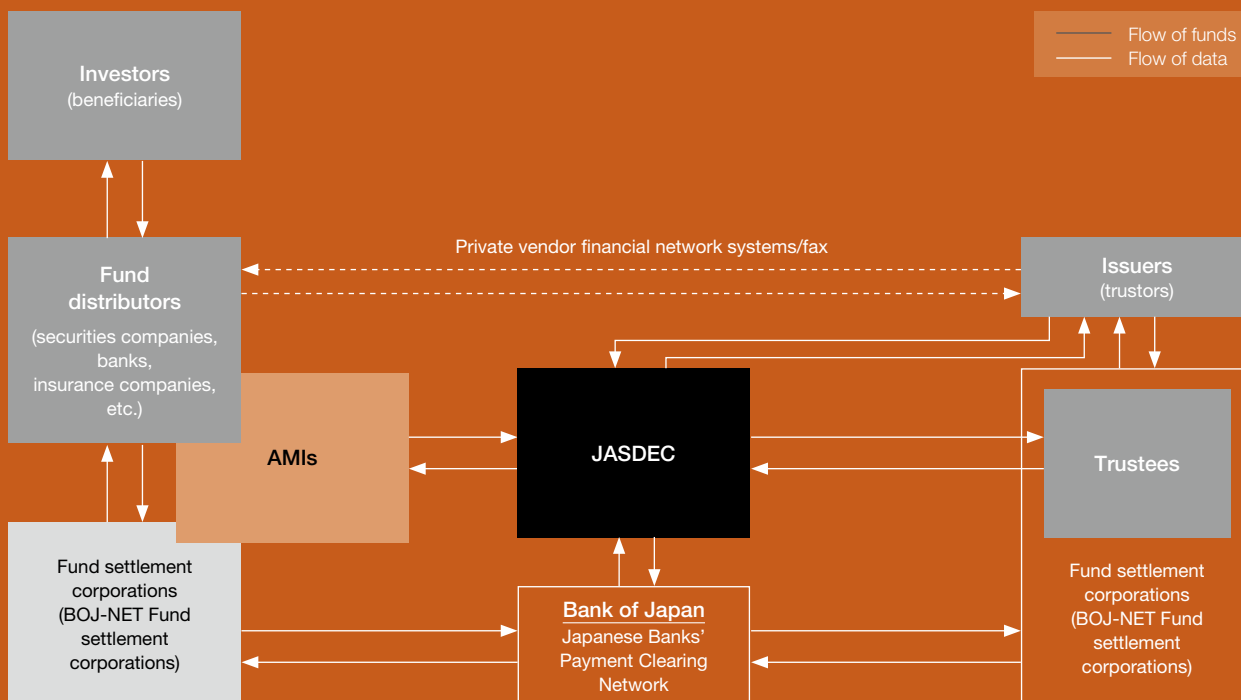 Flow of funds
Flow of data
Investors
(beneficiaries)
Private vendor financial network systems/fax
Fund
distributors
(securities companies,
banks,
insurance companies,
etc.)
Issuers
(trustors)
AMIs
JASDEC
Trustees
Fund settlement
corporations
(BOJ-NET Fund
settlement
corporations)
Bank of Japan
Japanese Banks’
Payment Clearing
Network
Fund settlement
corporations
(BOJ-NET Fund
settlement
corporations)